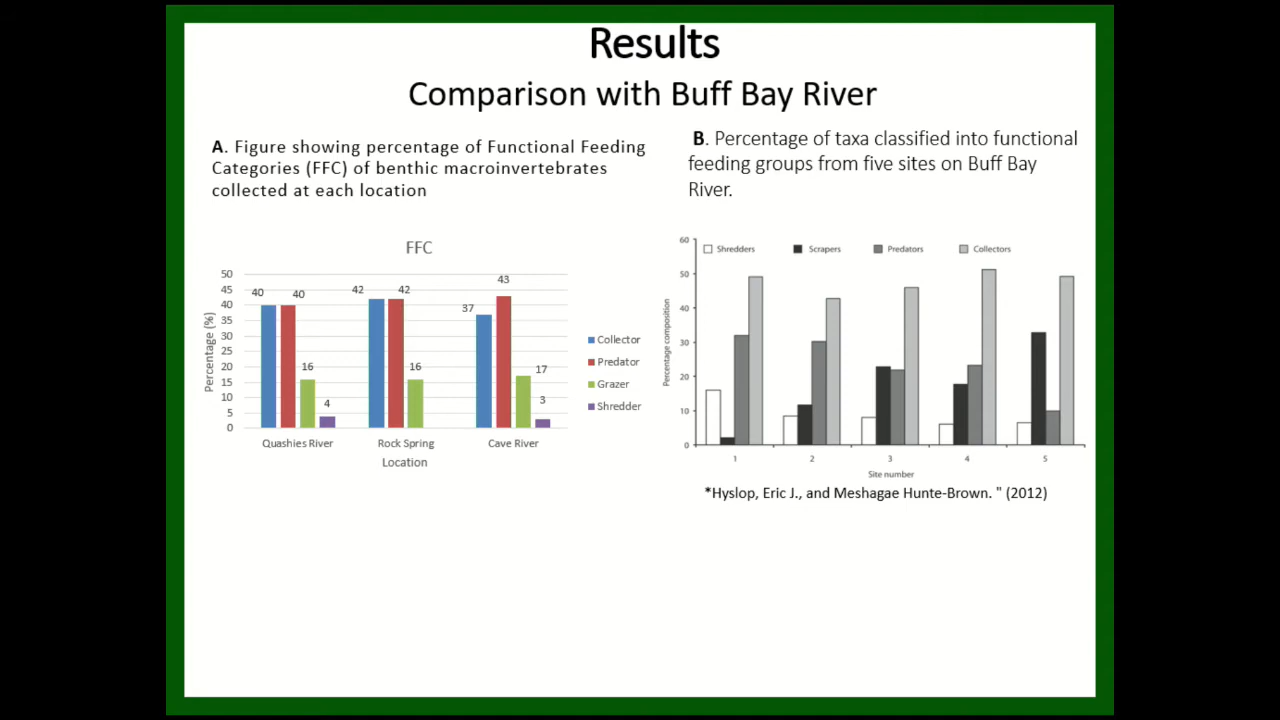 Results
Comparison with Buff Bay River
A. Figure showing percentage of Functional Feeding
Categories (FFC) of benthic macroinvertebrates
collected at each location
B. Percentage of taxa classified into functional
feeding groups from five sites on Buff Bay
River.
FFC
Percentage (%)
50
45
40
35
30
25
20
15
10
5
0
40 40 16 4
42 42 16
37 43 17 3
Quashies River Rock Spring Cave River
Location
Collector
Predator
Grazer
Shredder
Shredders Scrapers Predators Collectors
Percentage composition
60
50
40
30
20
10
0
1 2 3 4 5
Site number
*Hyslop, Eric J., and Meshagae Hunte-Brown. " (2012)